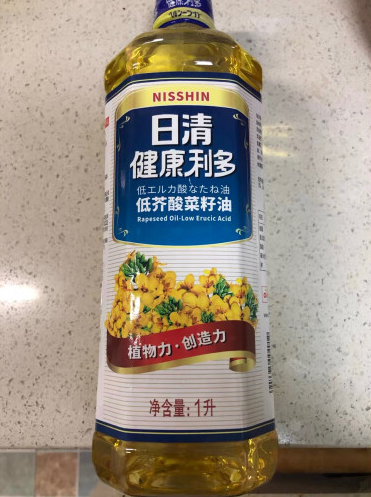 NISSHIN
日清
健康利多
低エルカ酸なたね油
低芥酸菜籽油
Rapeseed Oil-Low Erucic Acid
植物力·创造力
净含量:1升